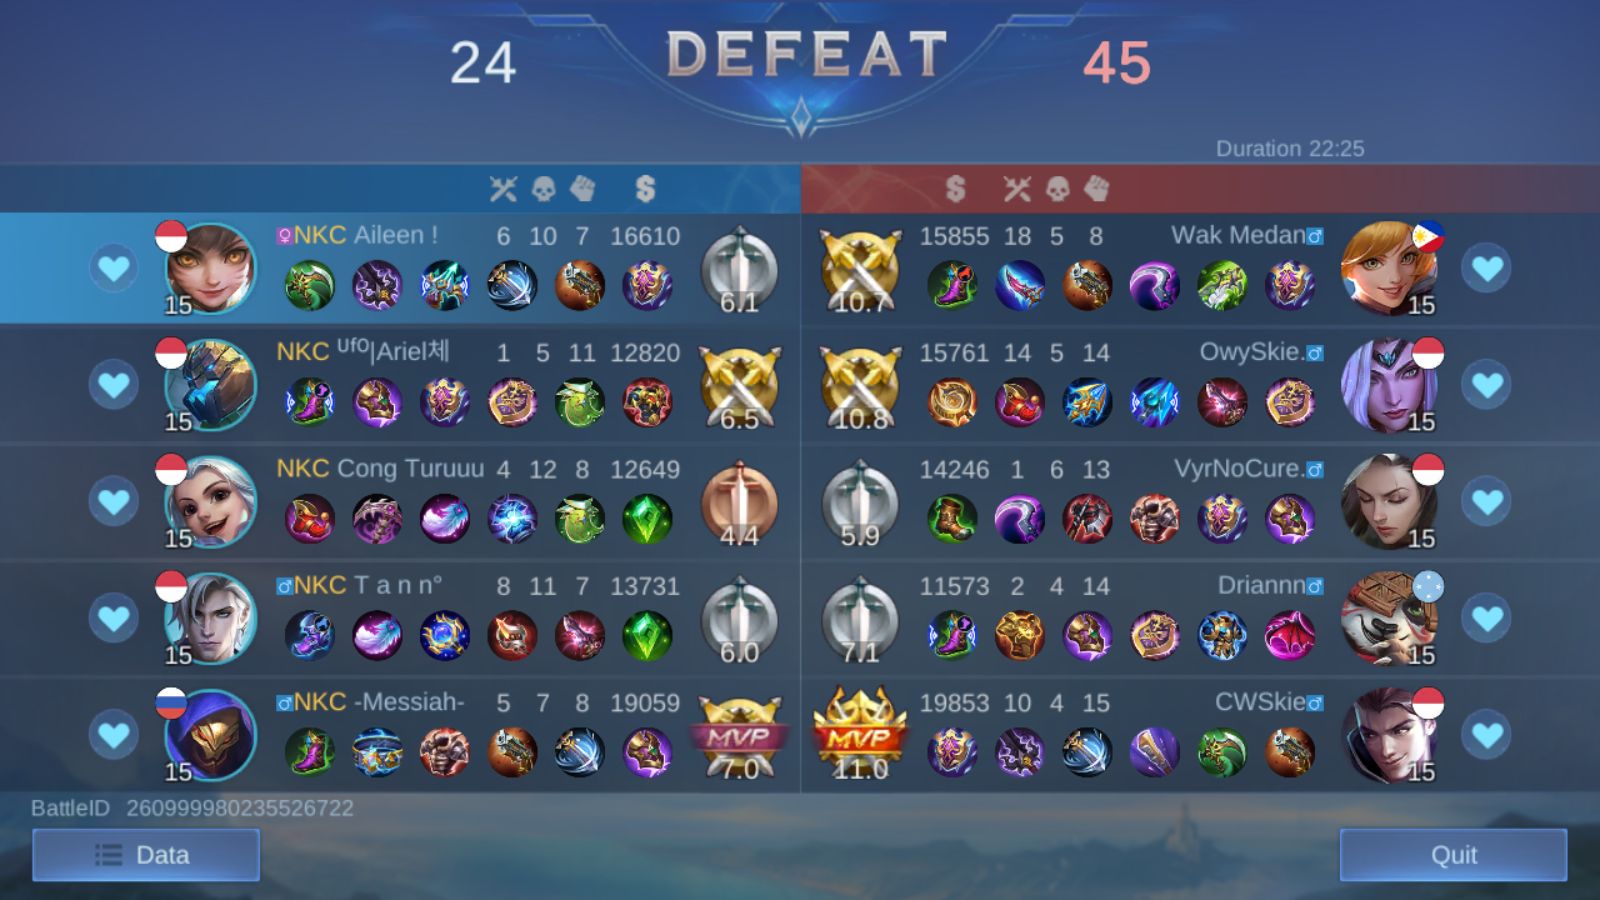 24 DEFEAT 45
Duration 22:25
NKC Aileen ! 6 10 7 16610
15 6.1
15855 18 5 8 Wak Medan
10.7 15
NKC ᵁᶠᴼ|Ariel체 1 5 11 12820
15 6.5
15761 14 5 14 OwySkie.
10.8 15
NKC Cong Turuuu 4 12 8 12649
15 4.4
14246 1 6 13 VyrNoCure.
5.9 15
NKC T a n n° 8 11 7 13731
15 6.0
11573 2 4 14 Driannn
7.1 15
NKC -Messiah- 5 7 8 19059
15 MVP 7.0
19853 10 4 15 CWSkie
MVP 11.0 15
BattleID 260999980235526722
Data
Quit